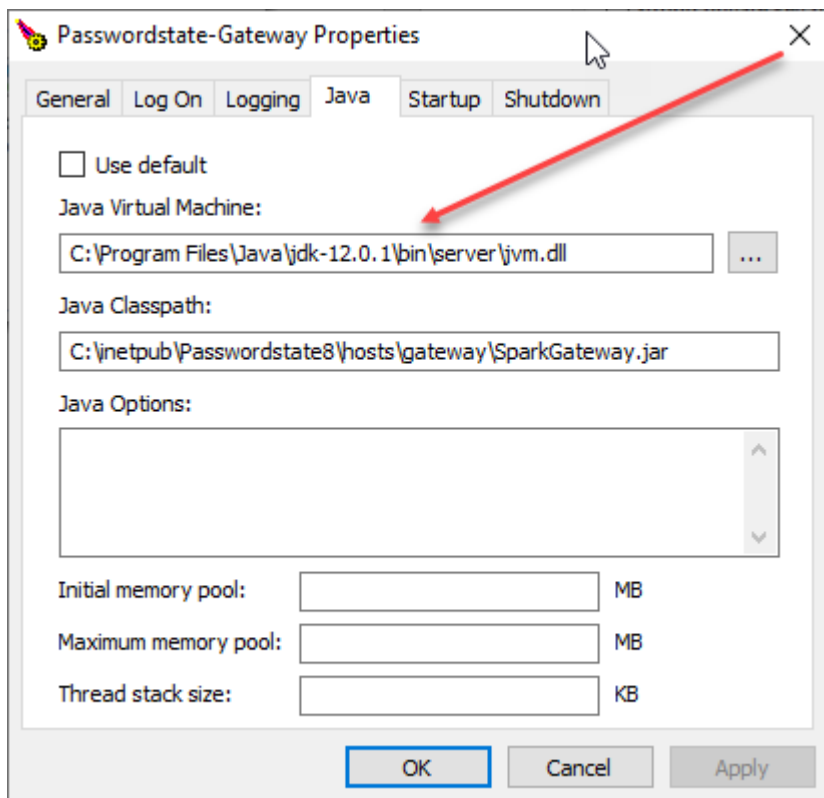 Passwordstate-Gateway Properties
General Log On Logging Java Startup Shutdown
Use default
Java Virtual Machine:
C:\Program Files\Java\jdk-12.0.1\bin\server\jvm.dll
...
Java Classpath:
C:\inetpub\Passwordstate8\hosts\gateway\SparkGateway.jar
Java Options:
Initial memory pool: MB
Maximum memory pool: MB
Thread stack size: KB
OK Cancel Apply